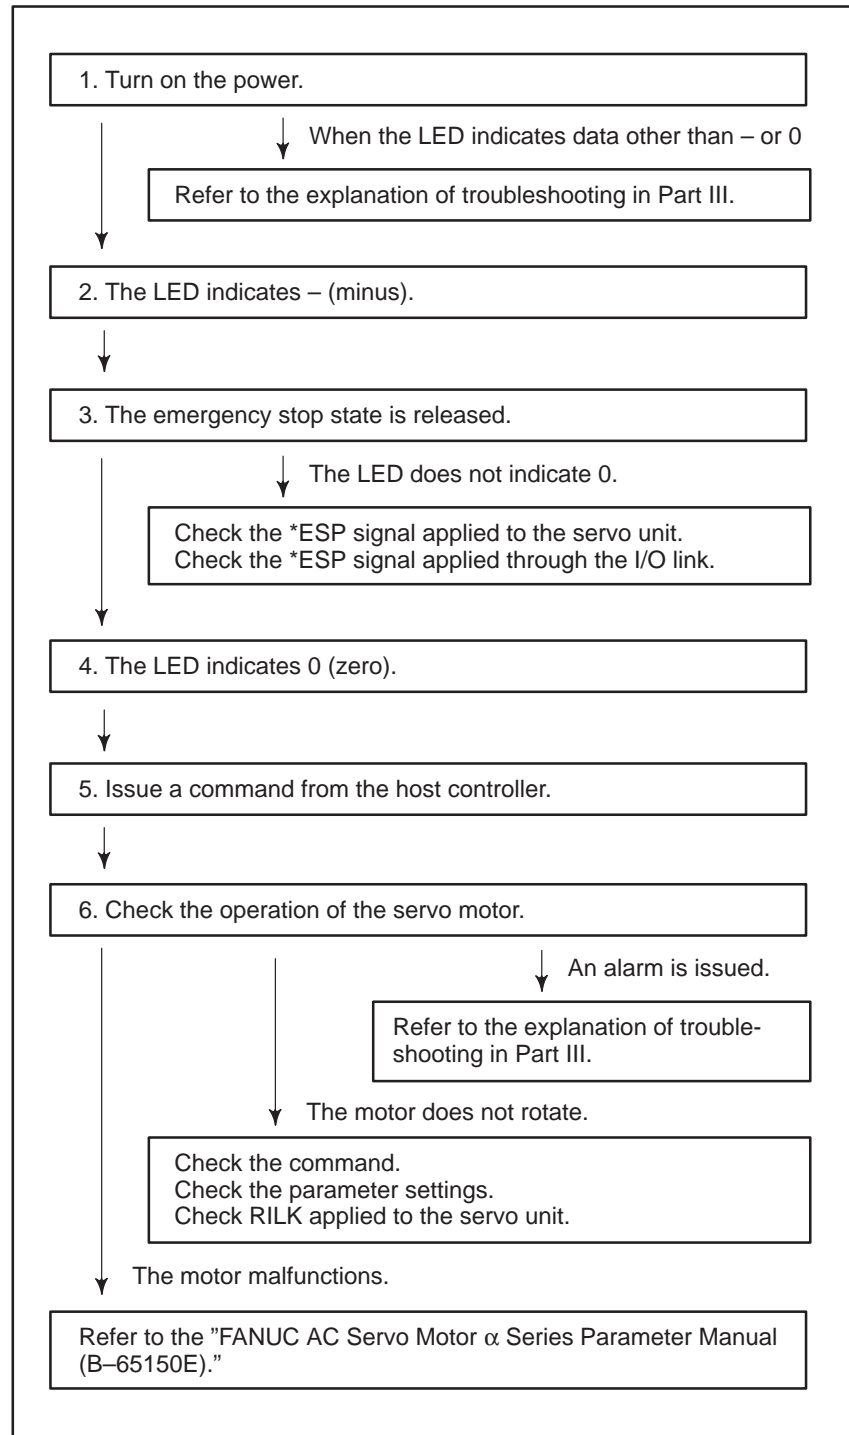 1. Turn on the power.
When the LED indicates data other than – or 0
Refer to the explanation of troubleshooting in Part III.
2. The LED indicates – (minus).
3. The emergency stop state is released.
The LED does not indicate 0.
Check the *ESP signal applied to the servo unit.
Check the *ESP signal applied through the I/O link.
4. The LED indicates 0 (zero).
5. Issue a command from the host controller.
6. Check the operation of the servo motor.
An alarm is issued.
Refer to the explanation of trouble-
shooting in Part III.
The motor does not rotate.
Check the command.
Check the parameter settings.
Check RILK applied to the servo unit.
The motor malfunctions.
Refer to the ”FANUC AC Servo Motor α Series Parameter Manual
(B–65150E).”